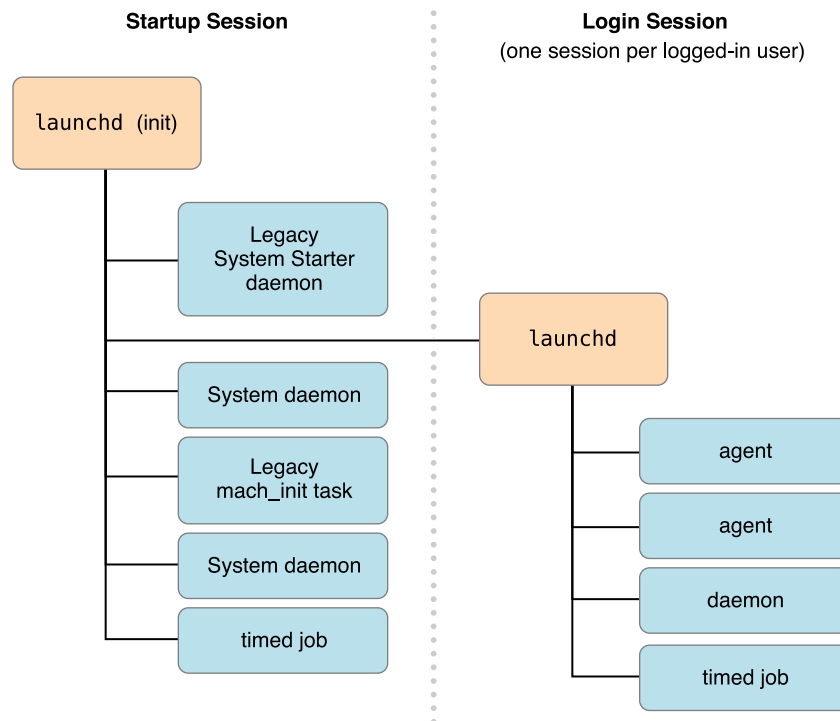 Startup Session
Login Session
(one session per logged-in user)
launchd (init)
Legacy
System Starter
daemon
launchd
System daemon
Legacy
mach_init task
System daemon
timed job
agent
agent
daemon
timed job